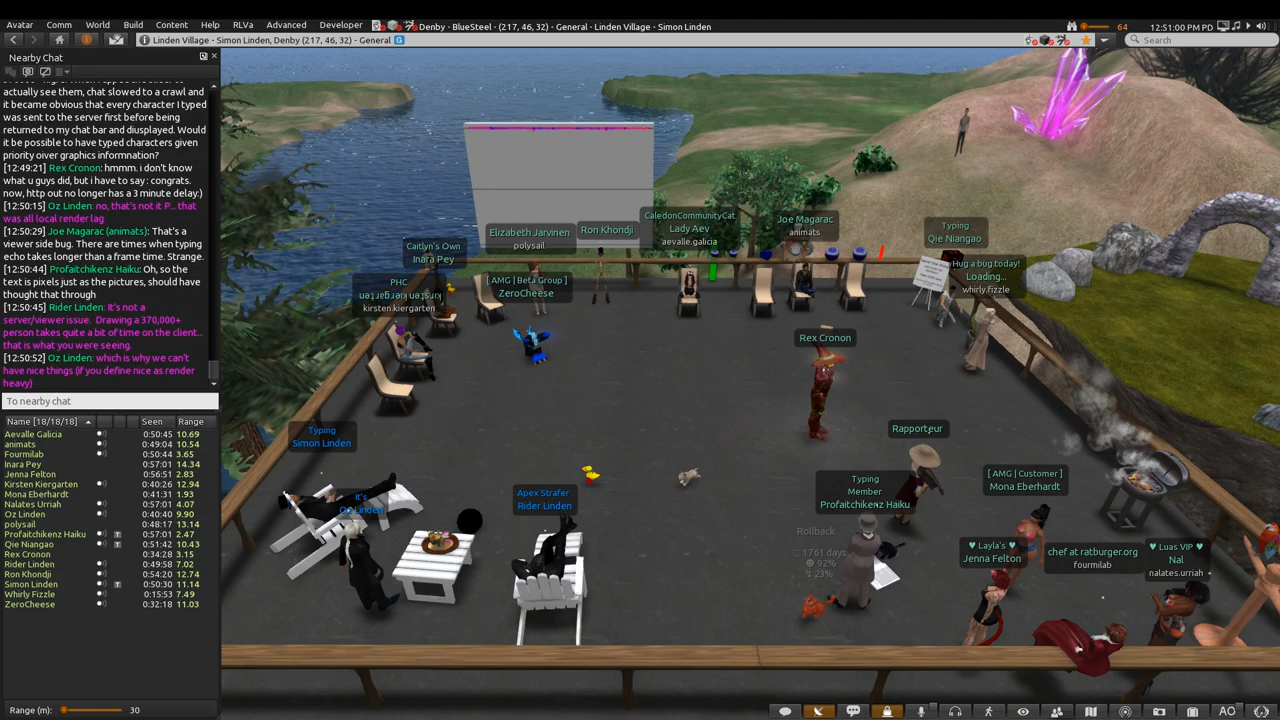 Avatar Comm World Build Content Help RLVa Advanced Developer
Denby - BlueSteel - (217, 46, 32) - General - Linden Village - Simon Linden
64
12:51:00 PM PD
Linden Village - Simon Linden, Denby (217, 46, 32) - General
Search
Nearby Chat
actually see them, chat slowed to a crawl and
it became obvious that every character I typed
was sent to the server first before being
returned to my chat bar and diusplayed. Would
it be possible to have typed characters given
priority oiver graphics informnation?
[12:49:21] Rex Cronon: hmmm. i don't know
what u guys did, but i have to say : congrats.
now, http out no longer has a 3 minute delay:)
[12:50:15] Oz Linden: no, that's not it P... that
was all local render lag
[12:50:29] Joe Magarac (animats): That's a
viewer side bug. There are times when typing
echo takes longer than a frame time. Strange.
[12:50:44] Profaitchikenz Haiku: Oh, so the
text is pixels just as the pictures, should have
thought that through
[12:50:45] Rider Linden: It's not a
server/viewer issue. Drawing a 370,000+
person takes quite a bit of time on the client...
that is what you were seeing.
[12:50:52] Oz Linden: which is why we can't
have nice things (if you define nice as render
heavy)
To nearby chat
Name [18/18/18] Seen Range
Aevalle Galicia 0:50:45 10.69
animats 0:49:04 10.54
Fourmilab 0:50:44 3.65
Inara Pey 0:57:01 14.34
Jenna Felton 0:56:51 2.83
Kirsten Kiergarten 0:40:26 12.94
Mona Eberhardt 0:41:31 1.93
Nalates Urriah 0:57:01 4.07
Oz Linden 0:40:40 9.90
polysail 0:48:17 13.14
Profaitchikenz Haiku T 0:50:01 2.47
Qie Niangao T 0:51:42 10.43
Rex Cronon 0:34:28 3.15
Rider Linden 0:49:58 7.02
Ron Khondji 0:54:20 12.74
Simon Linden T 0:50:30 11.14
Whirly Fizzle 0:15:53 7.49
ZeroCheese 0:32:18 11.03
Range (m): 30
CaledonCommunityCat
Lady Aev
aevalle.galicia
Joe Magarac
animats
Typing
Qie Niangao
Elizabeth Jarvinen
polysail
Ron Khondji
Caitlyn's Own
Inara Pey
Hug a bug today!
Loading...
whirly.fizzle
PHC
kirsten kiergarten
[ AMG | Beta Group ]
ZeroCheese
Rex Cronon
Typing
Simon Linden
Rapporteur
It's
Oz Linden
Apex Strafer
Rider Linden
Typing
Member
Profaitchikenz Haiku
[ AMG | Customer ]
Mona Eberhardt
Rollback
1761 days
92%
23%
♥ Layla's ♥
Jenna Felton
chef at ratburger.org
fourmilab
♥ Luas VIP ♥
Nal
nalates.urriah
AO